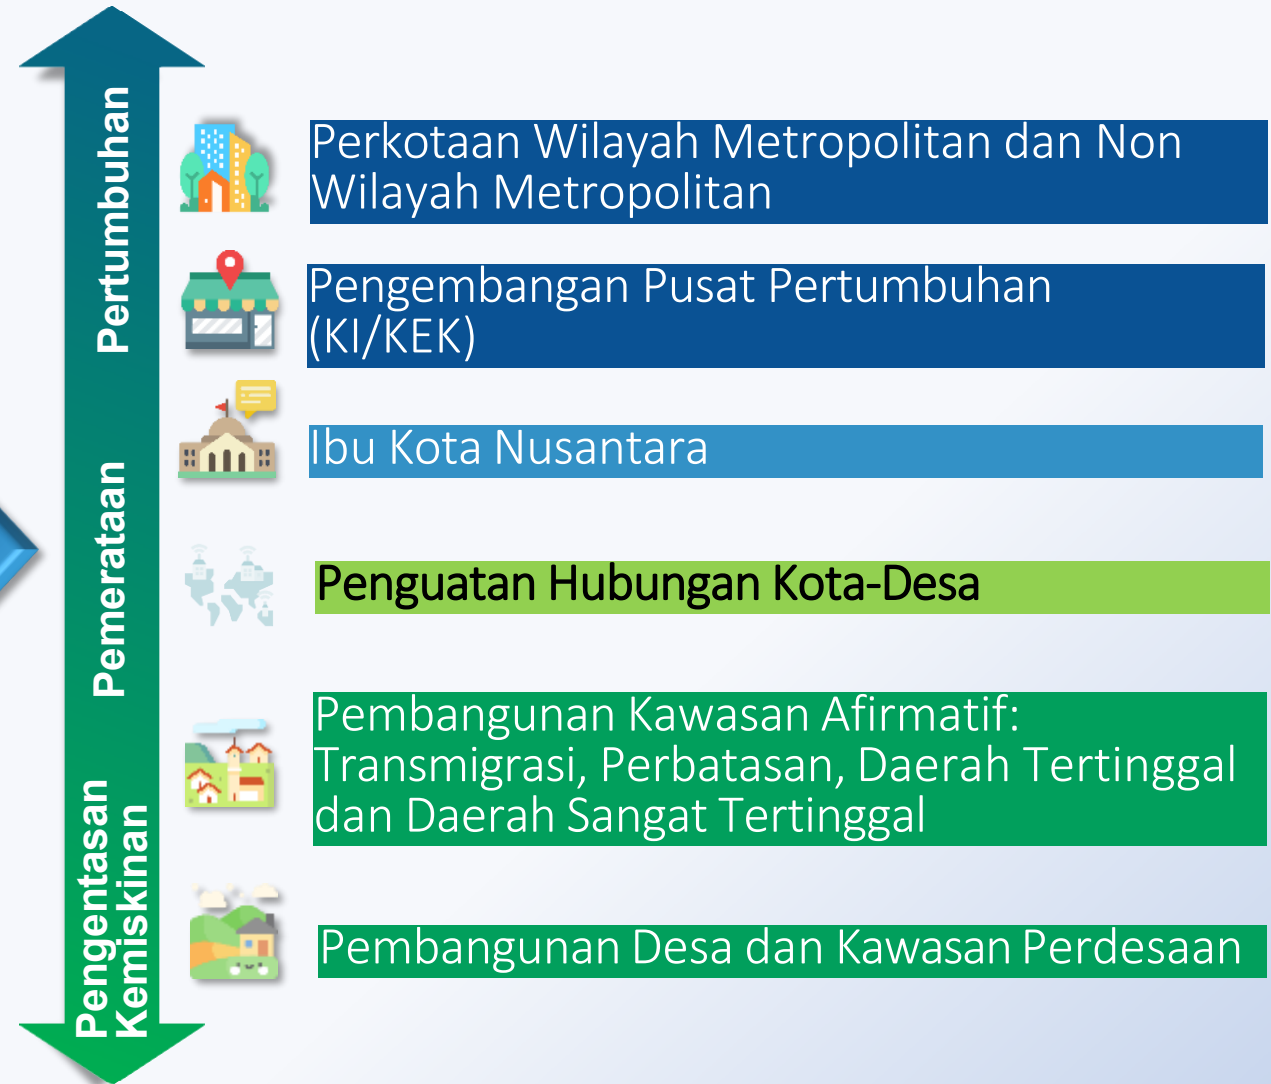 Pertumbuhan
Perkotaan Wilayah Metropolitan dan Non
Wilayah Metropolitan
Pengembangan Pusat Pertumbuhan
(KI/KEK)
Ibu Kota Nusantara
Pemerataan
Penguatan Hubungan Kota-Desa
Pengentasan
Kemiskinan
Pembangunan Kawasan Afirmatif:
Transmigrasi, Perbatasan, Daerah Tertinggal
dan Daerah Sangat Tertinggal
Pembangunan Desa dan Kawasan Perdesaan